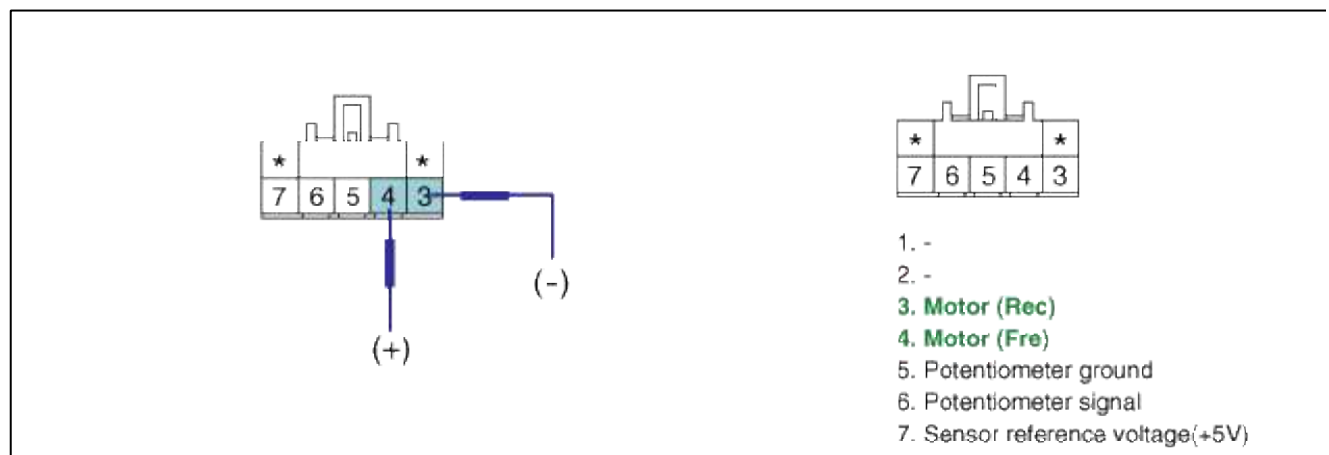 * *
7 6 5 4 3
(-)
(+)
* *
7 6 5 4 3
1. -
2. -
3. Motor (Rec)
4. Motor (Fre)
5. Potentiometer ground
6. Potentiometer signal
7. Sensor reference voltage(+5V)